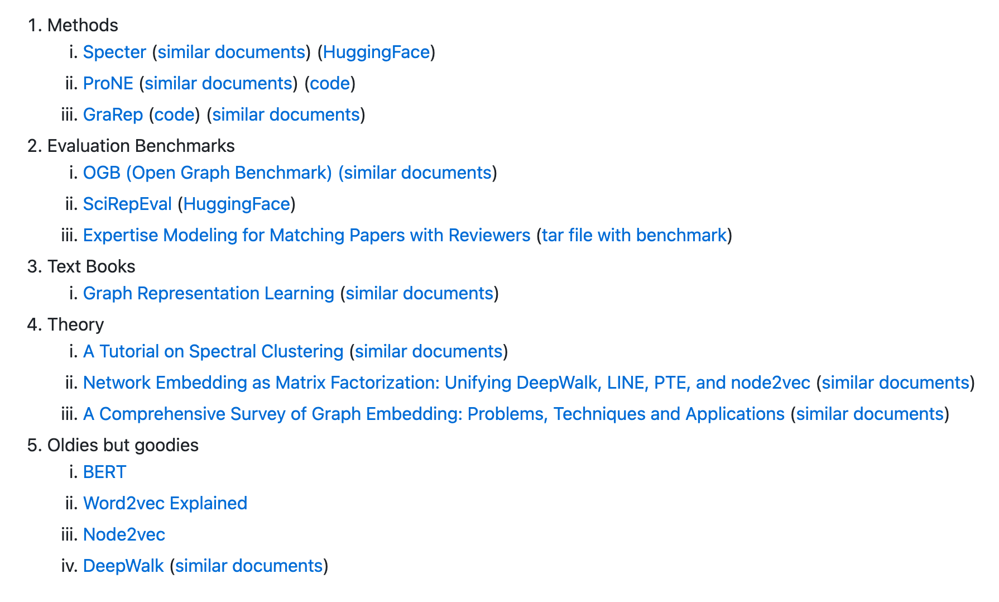 1. Methods
i. Specter (similar documents) (HuggingFace)
ii. ProNE (similar documents) (code)
iii. GraRep (code) (similar documents)
2. Evaluation Benchmarks
i. OGB (Open Graph Benchmark) (similar documents)
ii. SciRepEval (HuggingFace)
iii. Expertise Modeling for Matching Papers with Reviewers (tar file with benchmark)
3. Text Books
i. Graph Representation Learning (similar documents)
4. Theory
i. A Tutorial on Spectral Clustering (similar documents)
ii. Network Embedding as Matrix Factorization: Unifying DeepWalk, LINE, PTE, and node2vec (similar documents)
iii. A Comprehensive Survey of Graph Embedding: Problems, Techniques and Applications (similar documents)
5. Oldies but goodies
i. BERT
ii. Word2vec Explained
iii. Node2vec
iv. DeepWalk (similar documents)